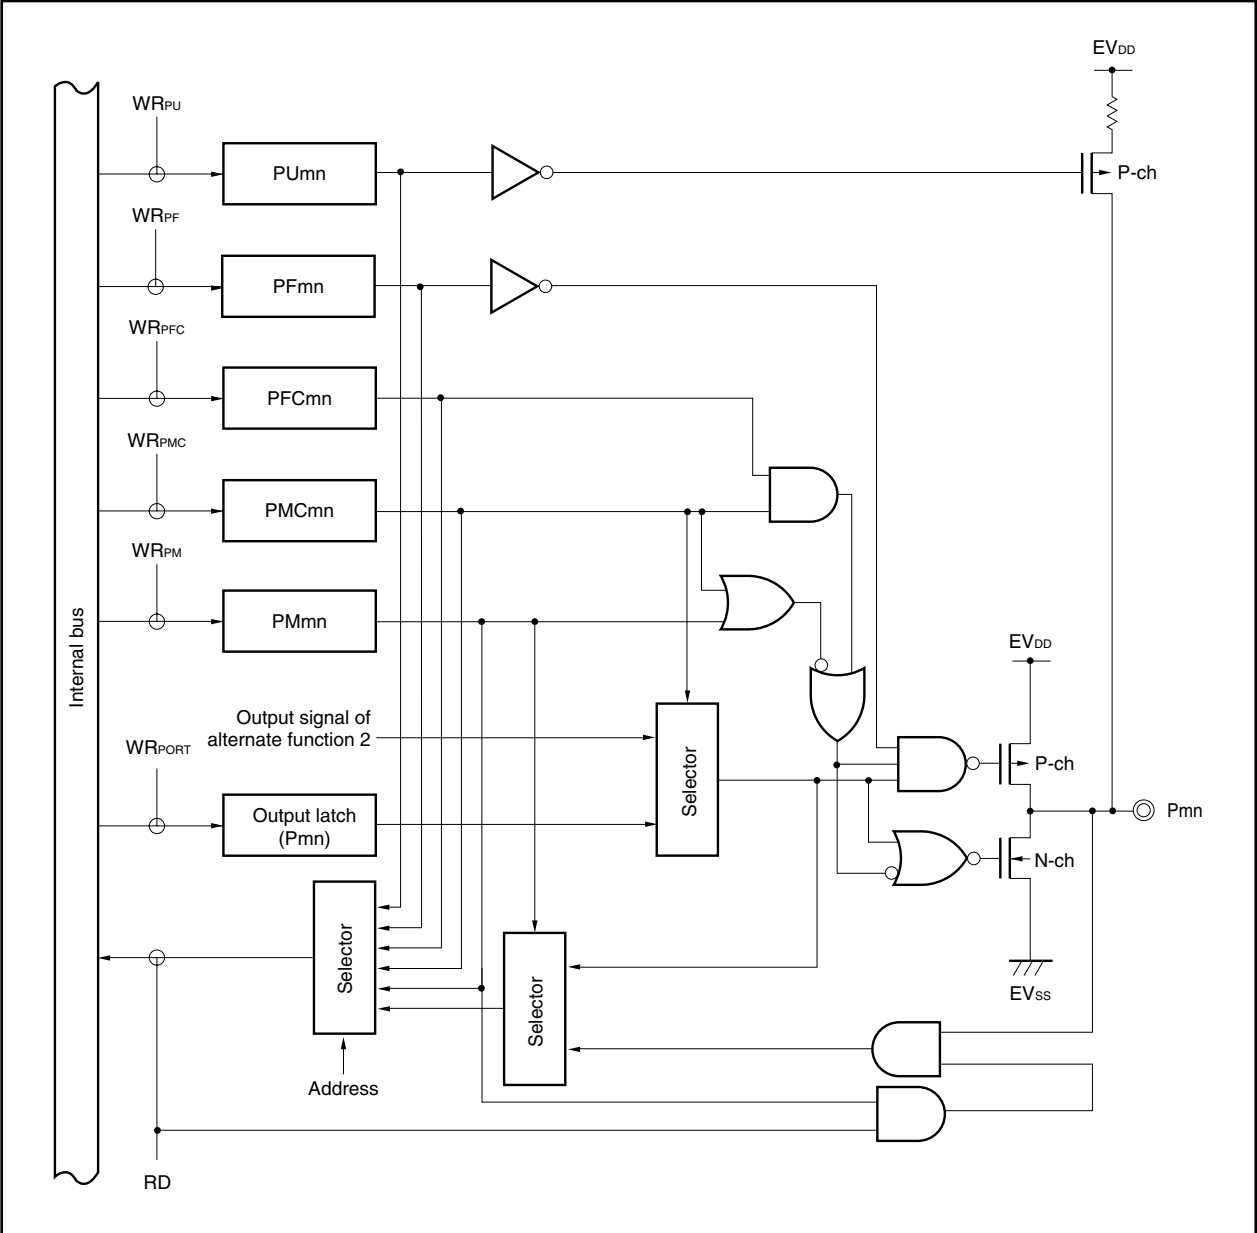 EVDD
WRPU
PUmn
P-ch
WRPF
PFmn
WRPFC
PFCmn
WRPMC
PMCmn
WRPM
PMmn
Internal bus
EVDD
Output signal of
alternate function 2
WRPORT
Selector
P-ch
Output latch
(Pmn)
Pmn
N-ch
Selector
Selector
EVSS
Address
RD